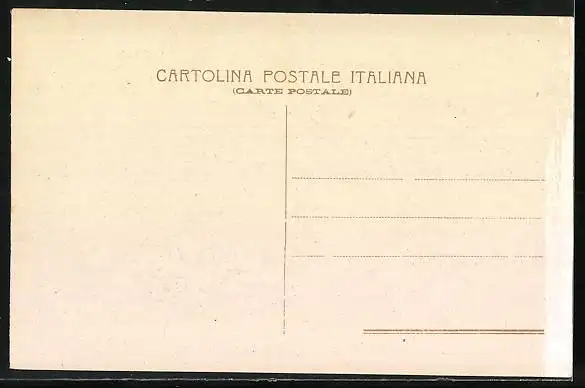 CARTOLINA POSTALE ITALIANA
(CARTE POSTALE)